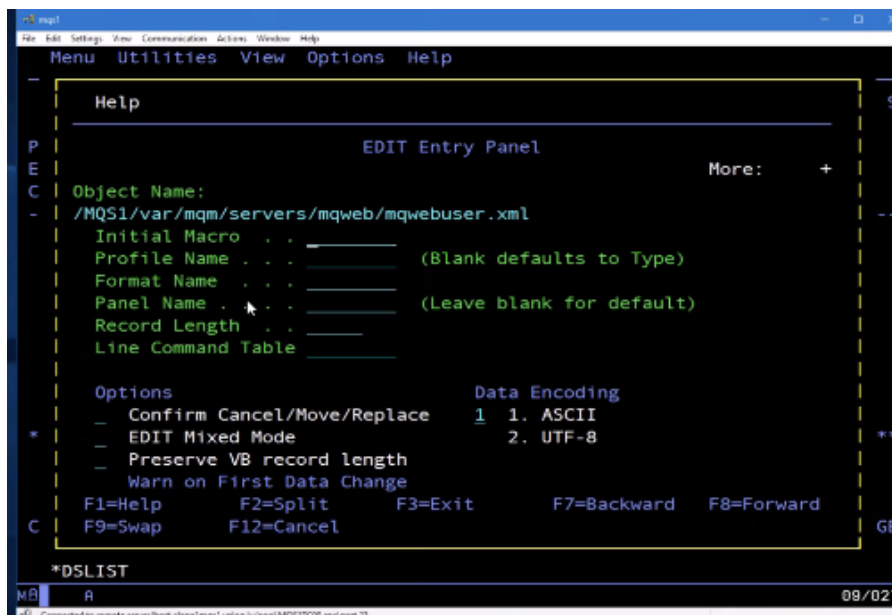 mqs1
File Edit Settings View Communication Actions Window Help
Menu Utilities View Options Help
Help
EDIT Entry Panel
More: +
Object Name:
/MQS1/var/mqm/servers/mqweb/mqwebuser.xml
Initial Macro . .
Profile Name . . . (Blank defaults to Type)
Format Name . . .
Panel Name . . . (Leave blank for default)
Record Length . .
Line Command Table
Options Data Encoding
_ Confirm Cancel/Move/Replace 1 1. ASCII
_ EDIT Mixed Mode 2. UTF-8
_ Preserve VB record length
Warn on First Data Change
F1=Help F2=Split F3=Exit F7=Backward F8=Forward
F9=Swap F12=Cancel
P
E
C
-
*
**
C
*DSLIST
A
09/02